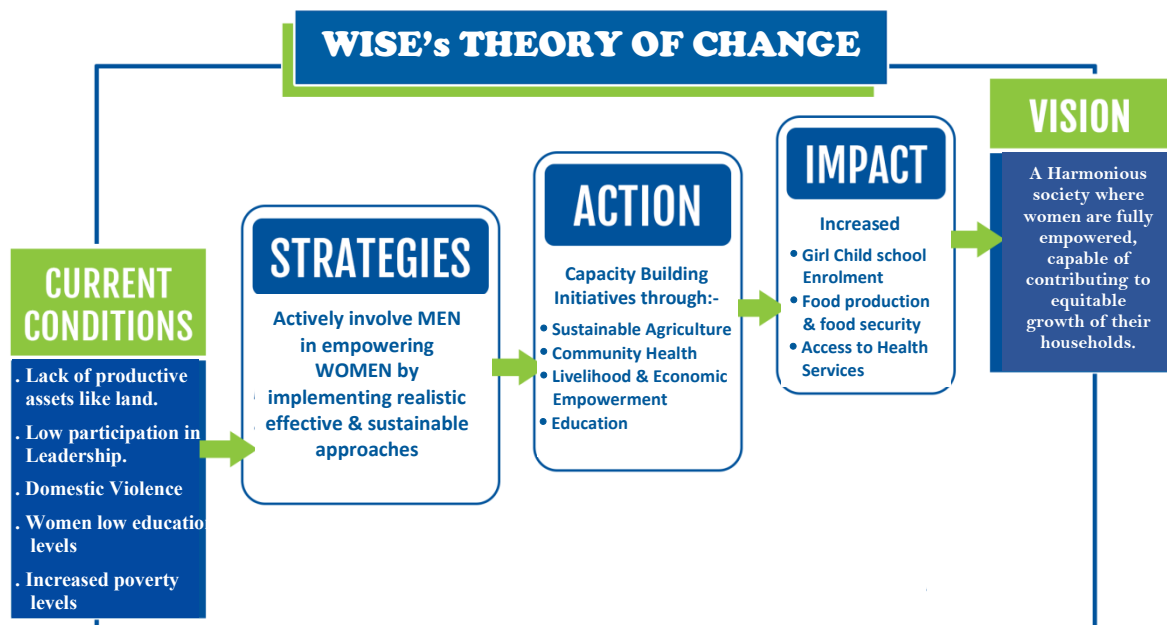 WISE's THEORY OF CHANGE
CURRENT
CONDITIONS
. Lack of productive
assets like land.
. Low participation in
Leadership.
. Domestic Violence
. Women low educatio
levels
. Increased poverty
levels
STRATEGIES
Actively involve MEN
in empowering
WOMEN by
implementing realistic
effective & sustainable
approaches
ACTION
Capacity Building
Initiatives through:-
• Sustainable Agriculture
• Community Health
• Livelihood & Economic
Empowerment
• Education
IMPACT
Increased
• Girl Child school
Enrolment
• Food production
& food security
• Access to Health
Services
VISION
A Harmonious
society where
women are fully
empowered,
capable of
contributing to
equitable
growth of their
households.